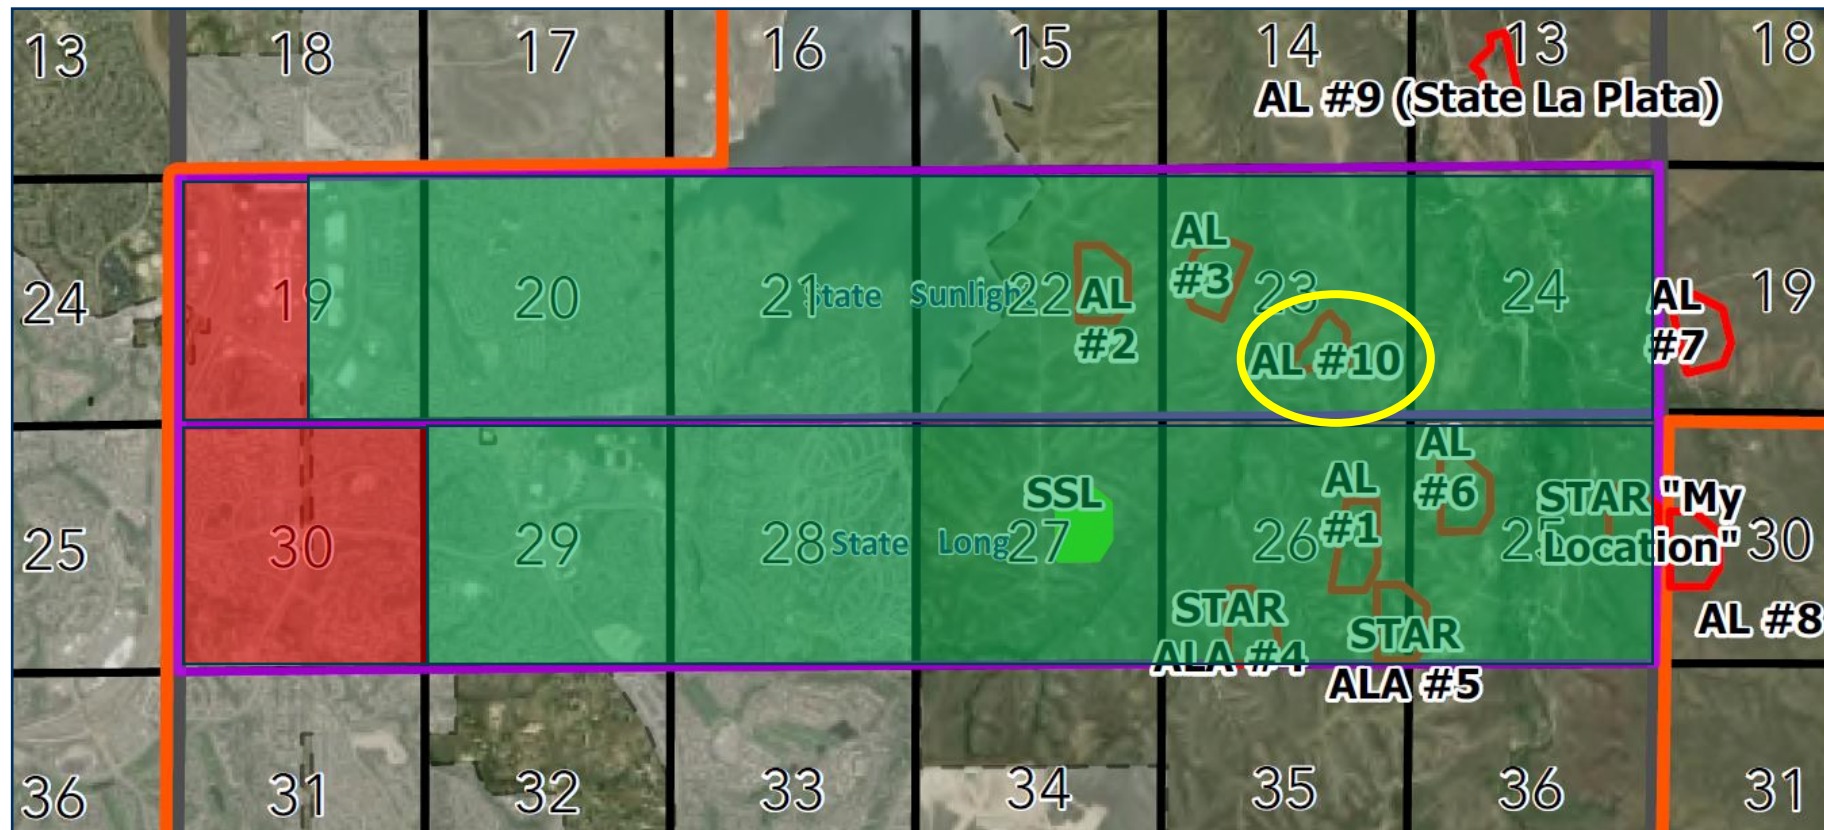 13 18 17 16 15 14 13 18
AL #9 (State La Plata)
24 19 20 21 State Sunlight 22 23 24 19
AL
#2
AL
#3
AL #10
AL
#7
25 30 29 28 State Long 27 26 25 30
SSL
AL
#1
AL
#6
STAR "My
Location"
AL #8
STAR
ALA #4
STAR
ALA #5
36 31 32 33 34 35 36 31